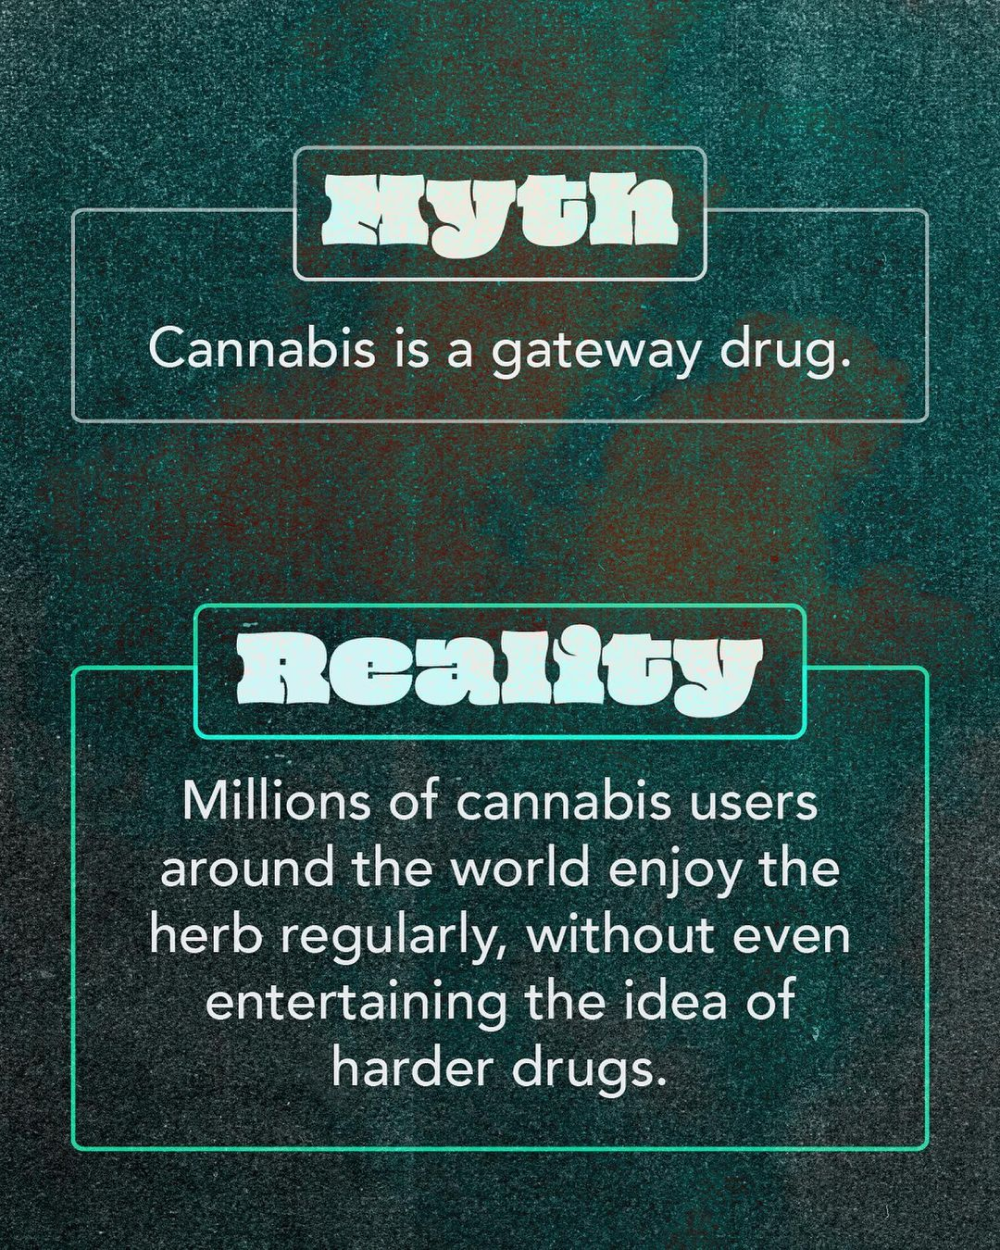 Myth
Cannabis is a gateway drug.
Reality
Millions of cannabis users
around the world enjoy the
herb regularly, without even
entertaining the idea of
harder drugs.